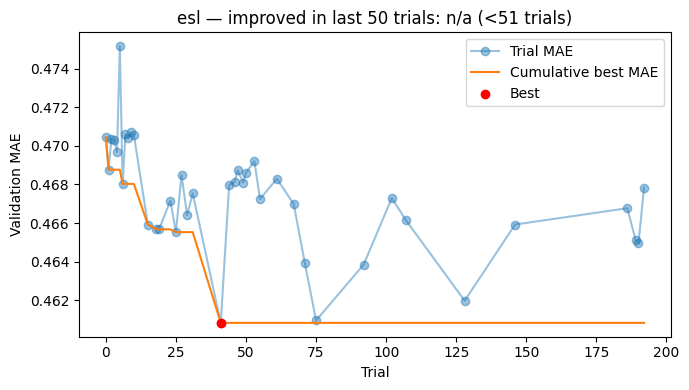 esl — improved in last 50 trials: n/a (<51 trials)
Trial MAE
Cumulative best MAE
Best
Validation MAE
0.474
0.472
0.470
0.468
0.466
0.464
0.462
0 25 50 75 100 125 150 175 200
Trial